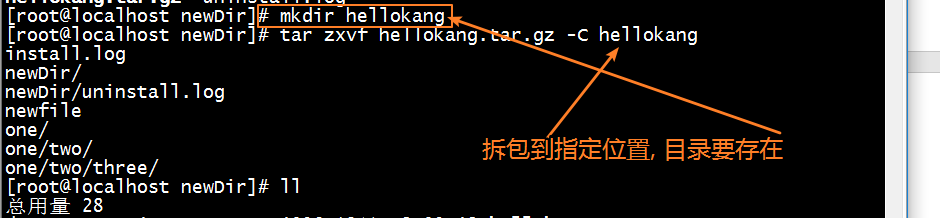 [root@localhost newDir]# mkdir hellokang
[root@localhost newDir]# tar zxvf hellokang.tar.gz -C hellokang
install.log
newDir/
newDir/uninstall.log
newfile
one/
one/two/
one/two/three/
拆包到指定位置, 目录要存在
[root@localhost newDir]# ll
总用量 28